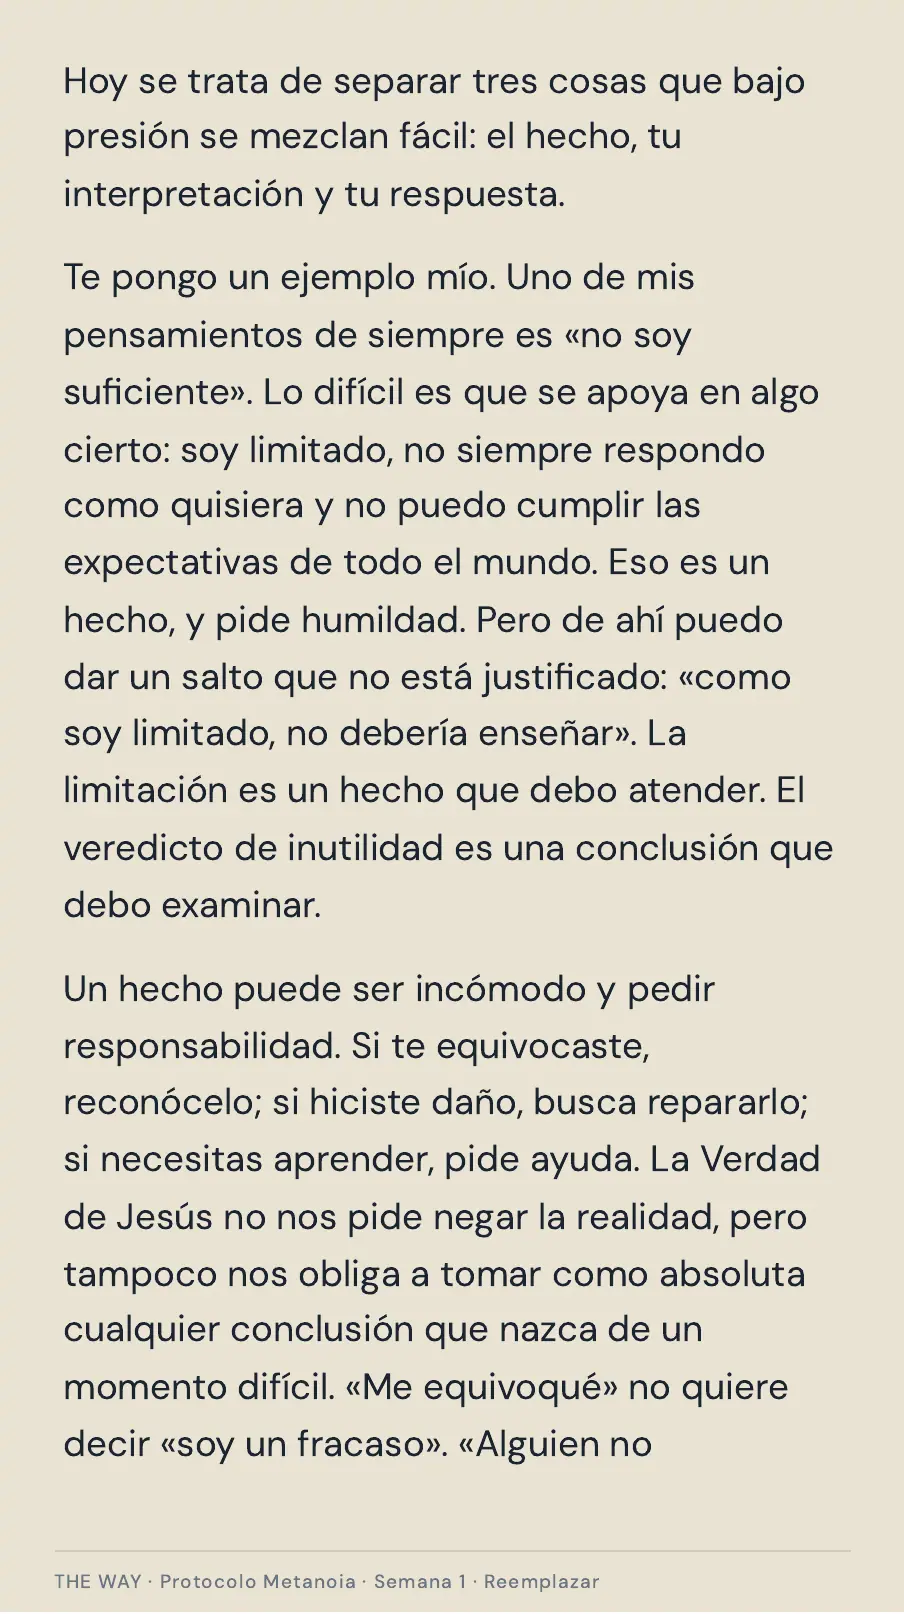 Hoy se trata de separar tres cosas que bajo
presión se mezclan fácil: el hecho, tu
interpretación y tu respuesta.
Te pongo un ejemplo mío. Uno de mis
pensamientos de siempre es «no soy
suficiente». Lo difícil es que se apoya en algo
cierto: soy limitado, no siempre respondo
como quisiera y no puedo cumplir las
expectativas de todo el mundo. Eso es un
hecho, y pide humildad. Pero de ahí puedo
dar un salto que no está justificado: «como
soy limitado, no debería enseñar». La
limitación es un hecho que debo atender. El
veredicto de inutilidad es una conclusión que
debo examinar.
Un hecho puede ser incómodo y pedir
responsabilidad. Si te equivocaste,
reconócelo; si hiciste daño, busca repararlo;
si necesitas aprender, pide ayuda. La Verdad
de Jesús no nos pide negar la realidad, pero
tampoco nos obliga a tomar como absoluta
cualquier conclusión que nazca de un
momento difícil. «Me equivoqué» no quiere
decir «soy un fracaso». «Alguien no
THE WAY · Protocolo Metanoia · Semana 1 · Reemplazar